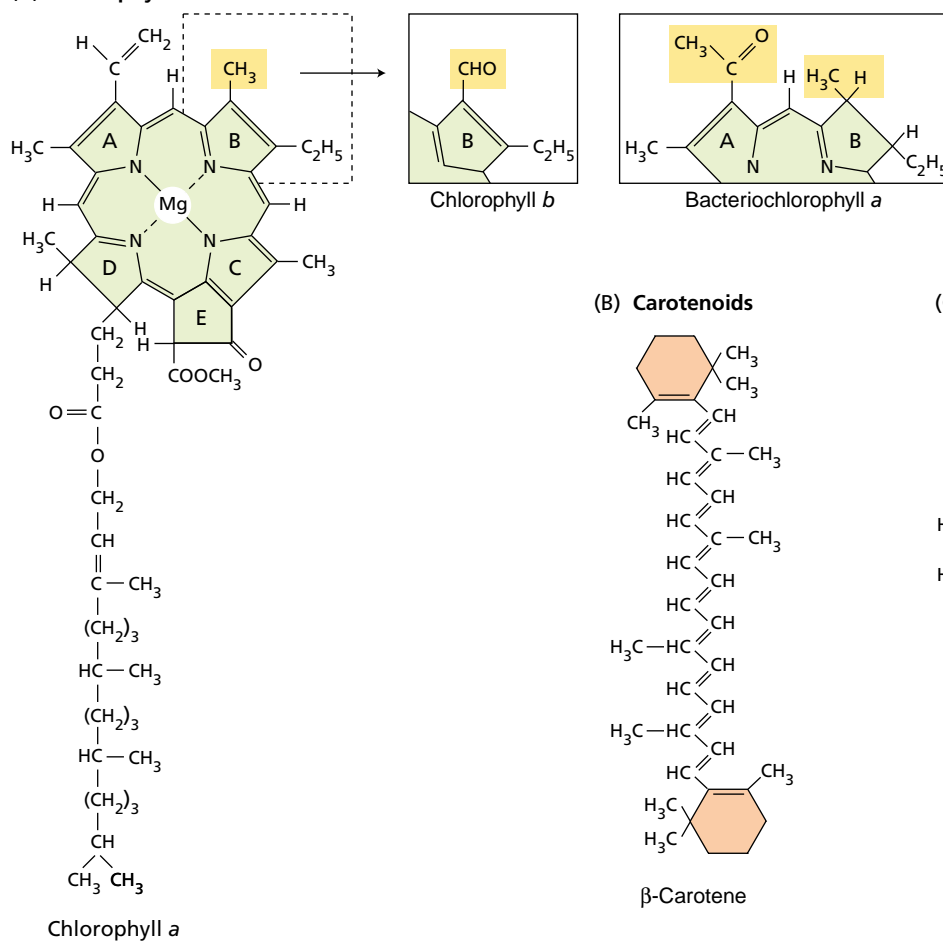 H
CH2
C
H
CH3
CHO
CH3
O
C
H
H3C
H
A
B
H3C
C2H5
N
N
B
C2H5
A
B
H3C
N
N
H
C2H5
Mg
H
H
Chlorophyll b
Bacteriochlorophyll a
H3C
H
N
N
D
C
CH3
E
H
H
O
COOCH3
CH2
CH2
O
C
O
CH2
CH
C
CH3
(CH2)3
HC
CH3
(CH2)3
HC
CH3
(CH2)3
CH
CH3
CH3
Chlorophyll a
(B) Carotenoids
CH3
CH3
CH3
CH
HC
C
CH3
HC
CH
HC
C
CH3
HC
CH
HC
CH
H3C
HC
CH
HC
CH
H3C
HC
CH
HC
CH3
H3C
H3C
β-Carotene